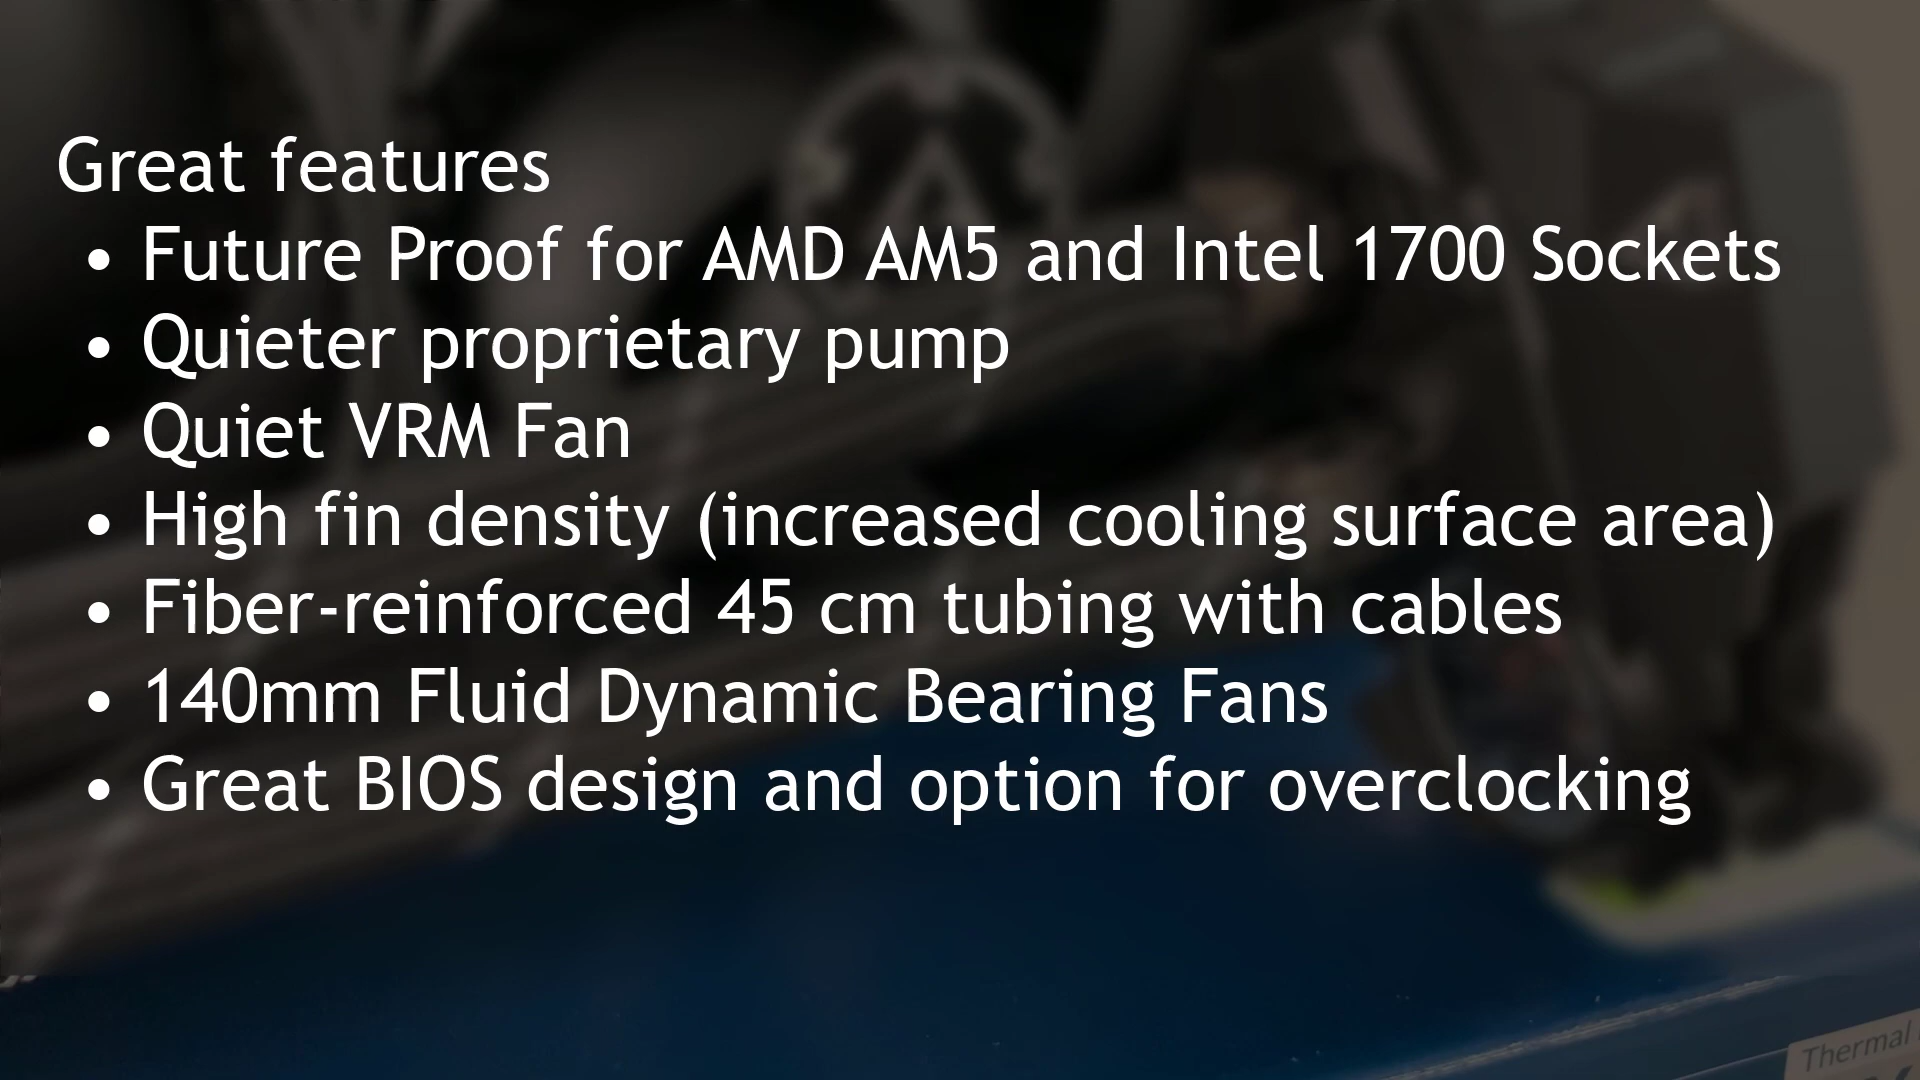 Great features
• Future Proof for AMD AM5 and Intel 1700 Sockets
• Quieter proprietary pump
• Quiet VRM Fan
• High fin density (increased cooling surface area)
• Fiber-reinforced 45 cm tubing with cables
• 140mm Fluid Dynamic Bearing Fans
• Great BIOS design and option for overclocking
Thermal